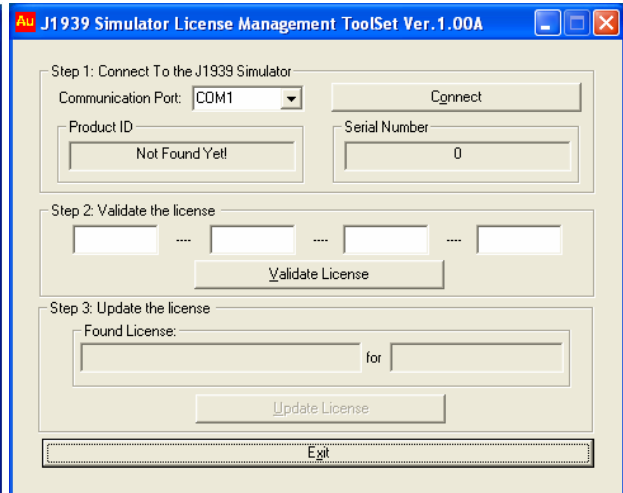 Au J1939 Simulator License Management ToolSet Ver.1.00A
Step 1: Connect To the J1939 Simulator
Communication Port: COM1 Connect
Product ID Serial Number
Not Found Yet! 0
Step 2: Validate the license
---- ---- ----
Validate License
Step 3: Update the license
Found License:
for
Update License
Exit